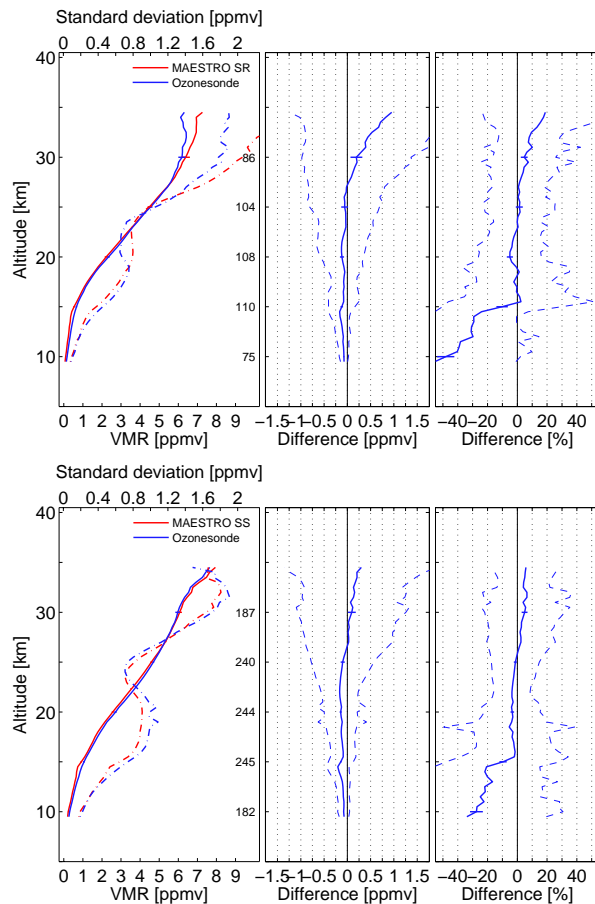 Standard deviation [ppmv]
0 0.4 0.8 1.2 1.6 2
40
30
20
10
Altitude [km]
MAESTRO SR
Ozonesonde
86
104
108
110
75
0 1 2 3 4 5 6 7 8 9
VMR [ppmv]
−1.5−1−0.5 0 0.5 1 1.5
Difference [ppmv]
−40−20 0 20 40
Difference [%]
Standard deviation [ppmv]
0 0.4 0.8 1.2 1.6 2
40
30
20
10
Altitude [km]
MAESTRO SS
Ozonesonde
187
240
244
245
182
0 1 2 3 4 5 6 7 8 9
VMR [ppmv]
−1.5−1−0.5 0 0.5 1 1.5
Difference [ppmv]
−40−20 0 20 40
Difference [%]